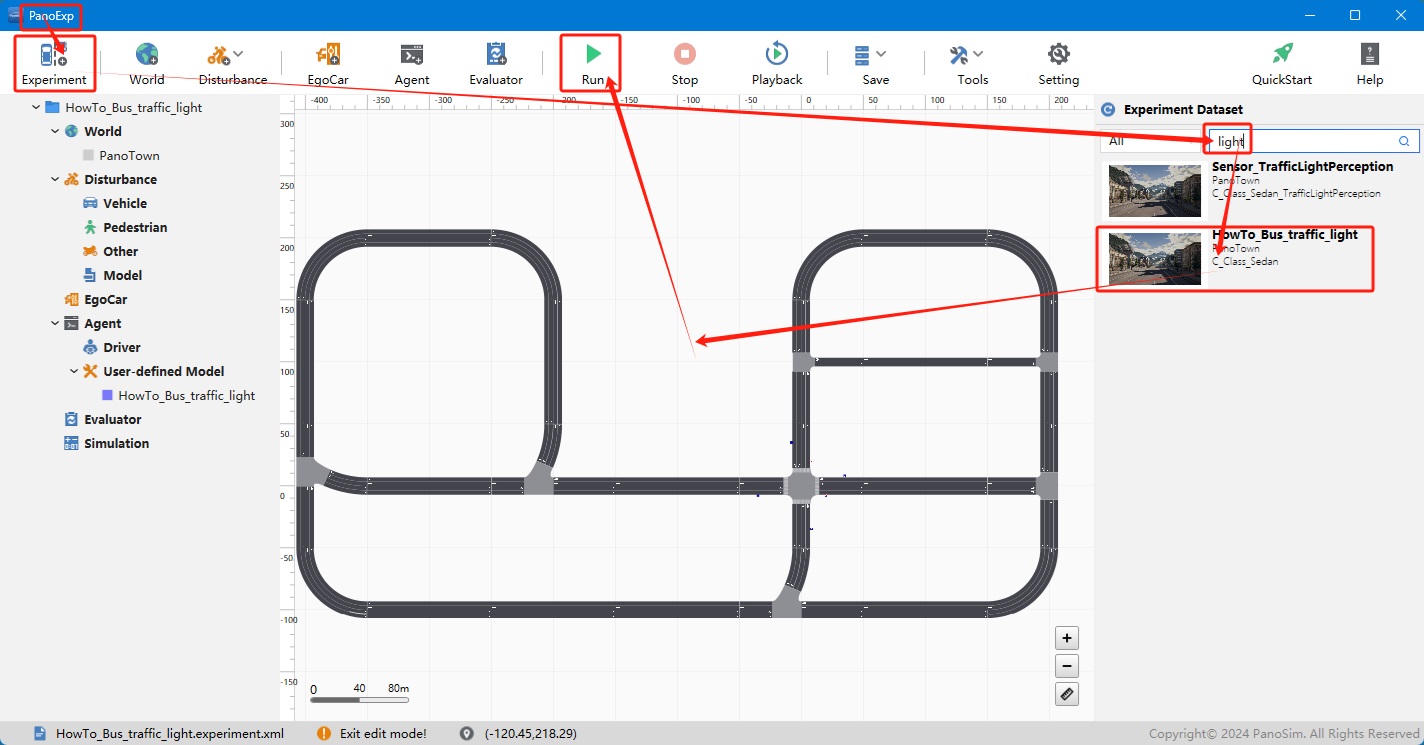 PanoExp
Experiment
World
Disturbance
EgoCar
Agent
Evaluator
Run
Stop
Playback
Save
Tools
Setting
QuickStart
Help
HowTo_Bus_traffic_light
World
PanoTown
Disturbance
Vehicle
Pedestrian
Other
Model
EgoCar
Agent
Driver
User-defined Model
HowTo_Bus_traffic_light
Evaluator
Simulation
-400 -350 -300 -250 -200 -150 -100 -50 0 50 100 150 200
300
250
200
150
100
50
0
-50
-100
-150
0 40 80m
+
−
Experiment Dataset
All
light
Sensor_TrafficLightPerception
PanoTown
C_Class_Sedan_TrafficLightPerception
HowTo_Bus_traffic_light
PanoTown
C_Class_Sedan
HowTo_Bus_traffic_light.experiment.xml
Exit edit mode!
(-120.45,218.29)
Copyright© 2024 PanoSim. All Rights Reserved